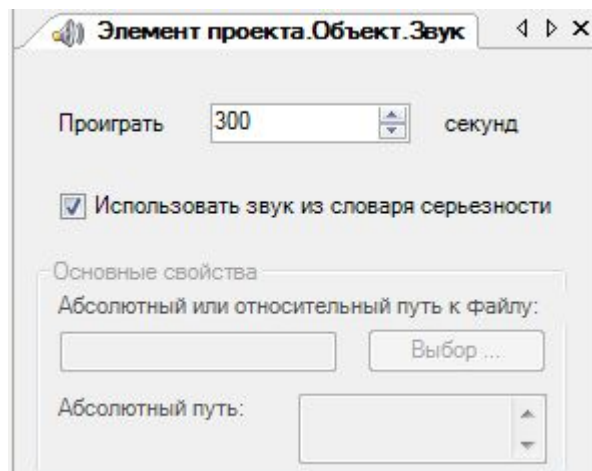 Элемент проекта.Объект.Звук
Проиграть 300 секунд
Использовать звук из словаря серьезности
Основные свойства
Абсолютный или относительный путь к файлу:
Выбор ...
Абсолютный путь: